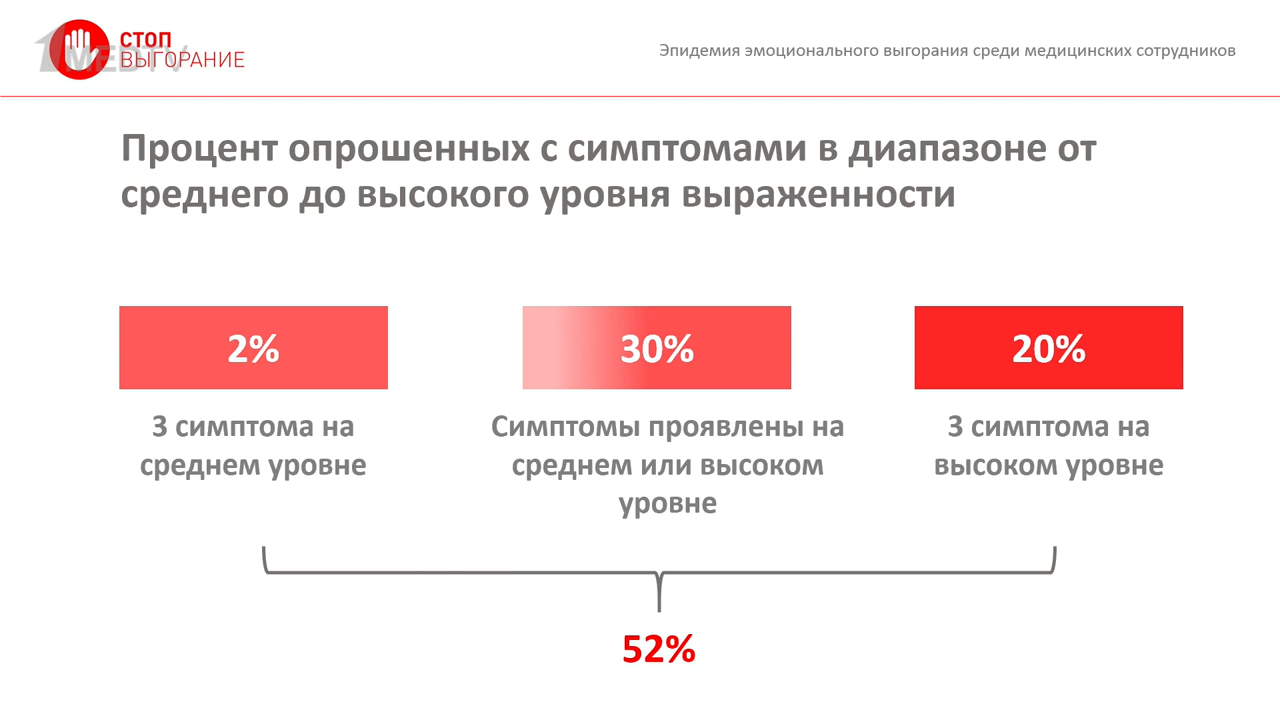 СТОП
ВЫГОРАНИЕ
1MEDTV
Эпидемия эмоционального выгорания среди медицинских сотрудников
Процент опрошенных с симптомами в диапазоне от
среднего до высокого уровня выраженности
2%
30%
20%
3 симптома на
среднем уровне
Симптомы проявлены на
среднем или высоком
уровне
3 симптома на
высоком уровне
52%